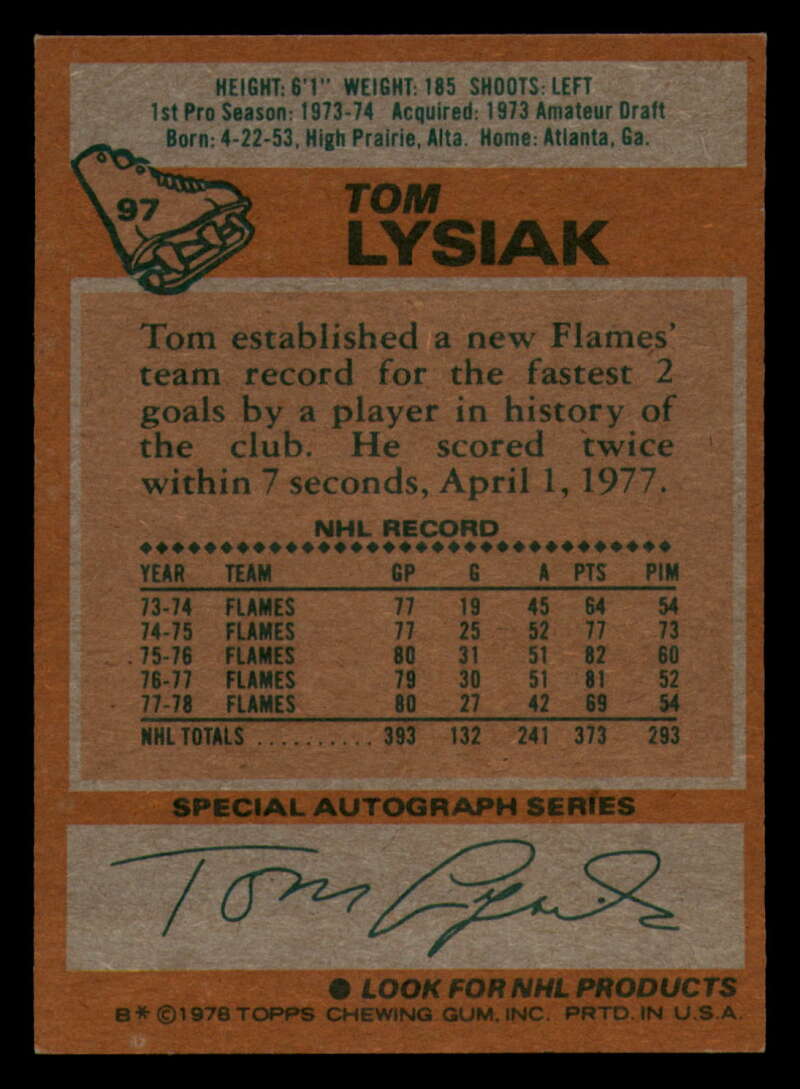 HEIGHT: 6'1" WEIGHT: 185 SHOOTS: LEFT
1st Pro Season: 1973-74 Acquired: 1973 Amateur Draft
Born: 4-22-53, High Prairie, Alta. Home: Atlanta, Ga.
97
TOM
LYSIAK
Tom established a new Flames'
team record for the fastest 2
goals by a player in history of
the club. He scored twice
within 7 seconds, April 1, 1977.
NHL RECORD
YEAR TEAM GP G A PTS PIM
73-74 FLAMES 77 19 45 64 54
74-75 FLAMES 77 25 52 77 73
75-76 FLAMES 80 31 51 82 60
76-77 FLAMES 79 30 51 81 52
77-78 FLAMES 80 27 42 69 54
NHL TOTALS .......... 393 132 241 373 293
SPECIAL AUTOGRAPH SERIES
Tom Lysiak
● LOOK FOR NHL PRODUCTS
B* ©1978 TOPPS CHEWING GUM, INC. PRTD. IN U.S.A.